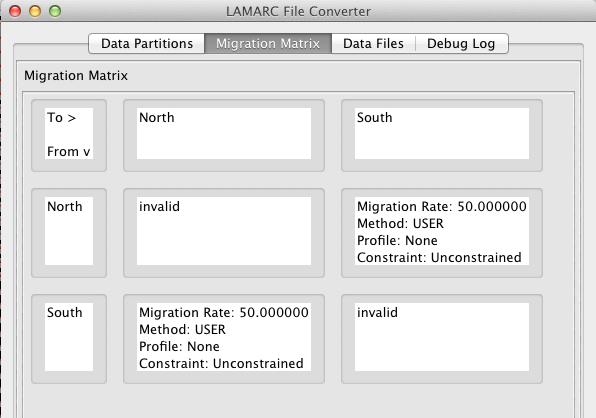 LAMARC File Converter
Data Partitions Migration Matrix Data Files Debug Log
Migration Matrix
To >
From v
North
South
North
invalid
Migration Rate: 50.000000
Method: USER
Profile: None
Constraint: Unconstrained
South
Migration Rate: 50.000000
Method: USER
Profile: None
Constraint: Unconstrained
invalid